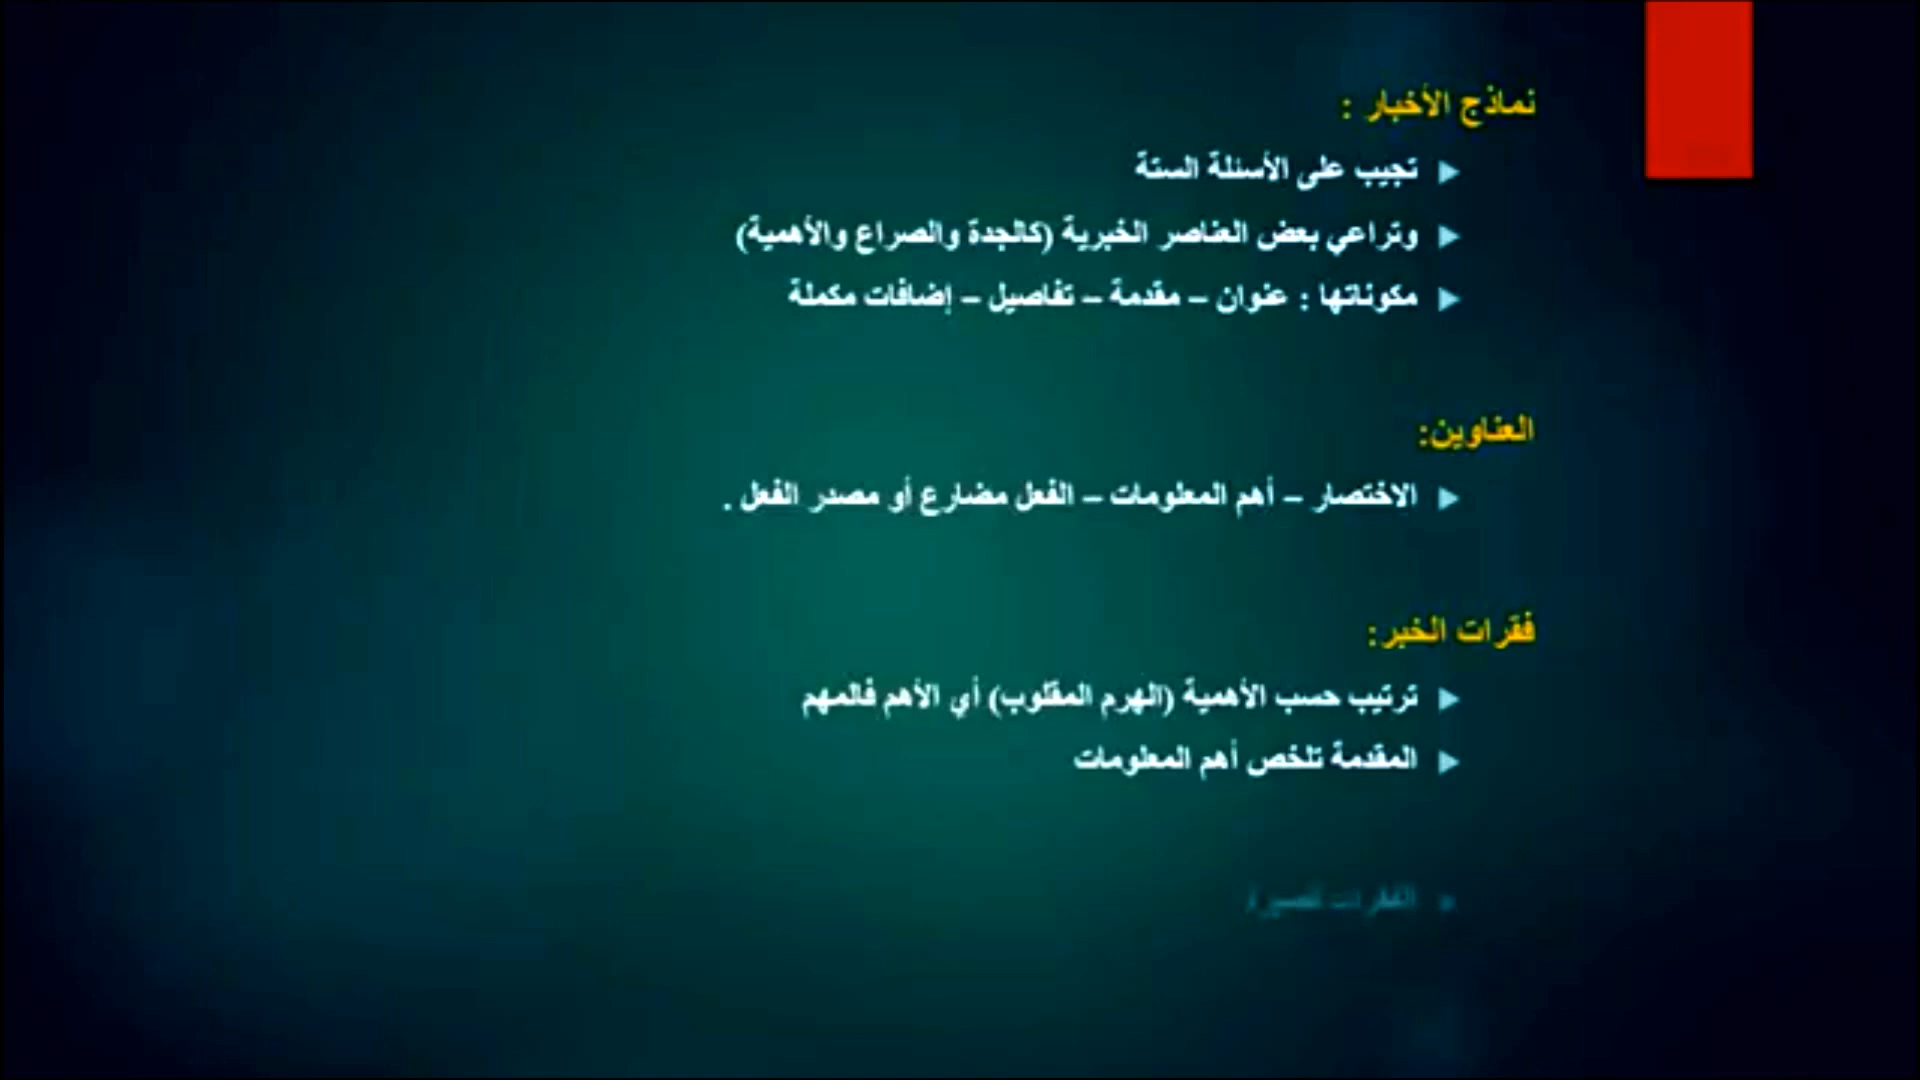 نماذج الأخبار :
تجيب على الأسئلة الستة
وتراعي بعض العناصر الخبرية (كالجدة والصراع والأهمية)
مكوناتها : عنوان – مقدمة – تفاصيل – إضافات مكملة
العناوين:
الاختصار – أهم المعلومات – الفعل مضارع أو مصدر الفعل .
فقرات الخبر:
ترتيب حسب الأهمية (الهرم المقلوب) أي الأهم فالمهم
المقدمة تلخص أهم المعلومات
الفقرات قصيرة